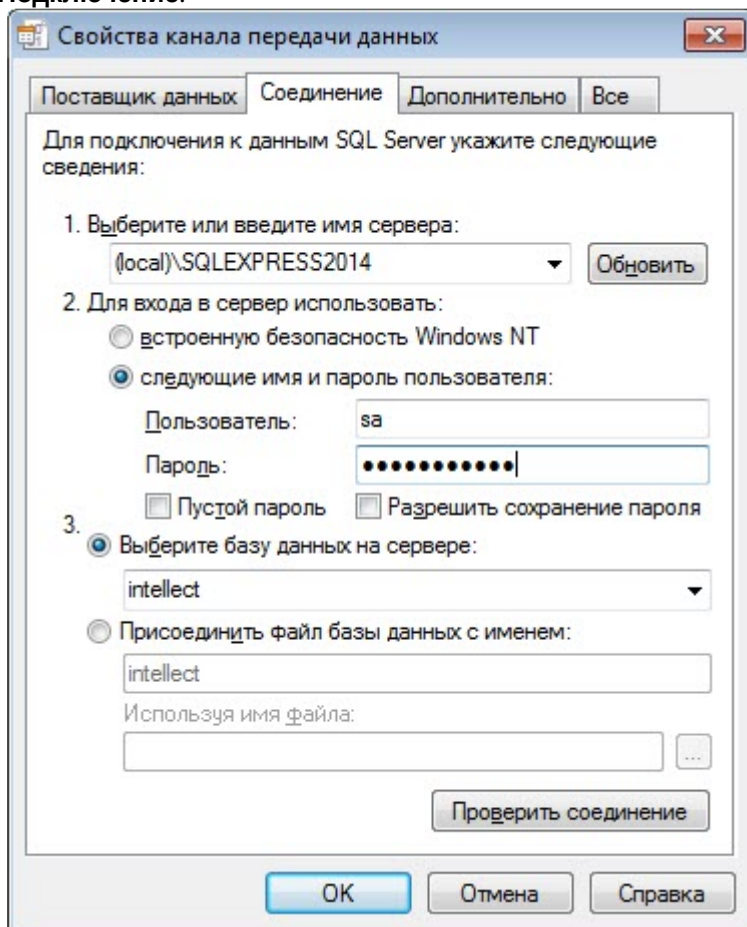 Подключение.
Свойства канала передачи данных
Поставщик данных Соединение Дополнительно Все
Для подключения к данным SQL Server укажите следующие
сведения:
1. Выберите или введите имя сервера:
(local)\SQLEXPRESS2014 Обновить
2. Для входа в сервер использовать:
встроенную безопасность Windows NT
следующие имя и пароль пользователя:
Пользователь: sa
Пароль: ●●●●●●●●●●●
Пустой пароль Разрешить сохранение пароля
3.
Выберите базу данных на сервере:
intellect
Присоединить файл базы данных с именем:
intellect
Используя имя файла:
...
Проверить соединение
OK Отмена Справка